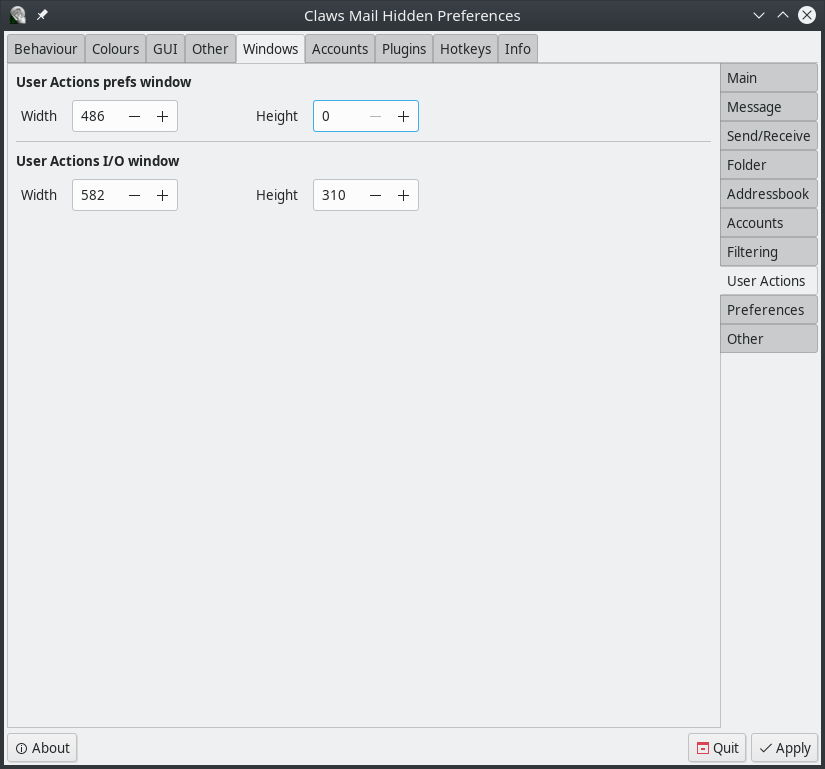 Claws Mail Hidden Preferences
Behaviour Colours GUI Other Windows Accounts Plugins Hotkeys Info
User Actions prefs window
Width 486 Height 0
User Actions I/O window
Width 582 Height 310
Main
Message
Send/Receive
Folder
Addressbook
Accounts
Filtering
User Actions
Preferences
Other
About Quit Apply